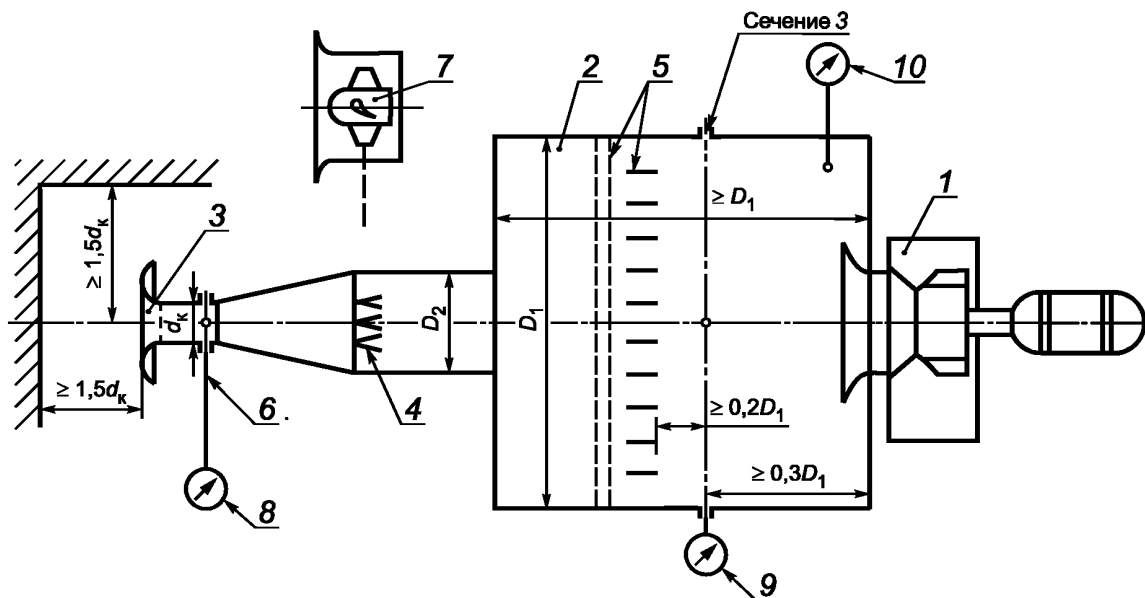 Сечение 3
7
2
5
10
≥ D₁
1
3
≥ 1,5dк
dк
D₂
D₁
≥ 1,5dк
6 .
4
≥ 0,2D₁
≥ 0,3D₁
8
9